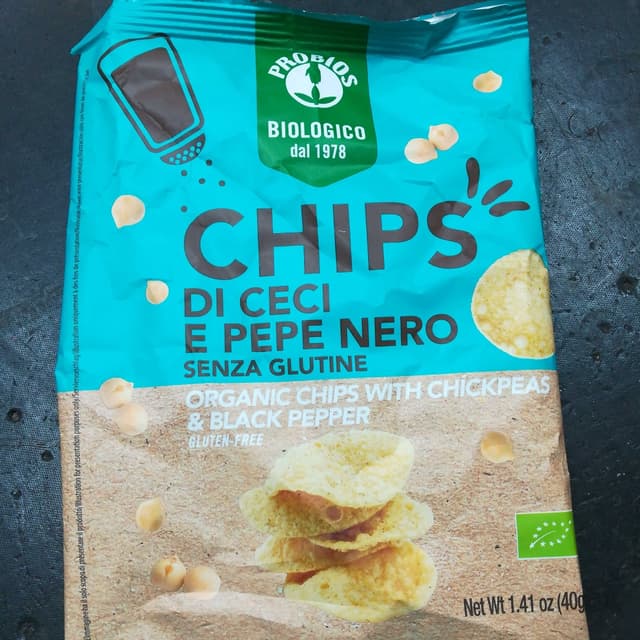 PROBIOS
BIOLOGICO
dal 1978
CHIPS
DI CECI
E PEPE NERO
SENZA GLUTINE
ORGANIC CHIPS WITH CHICKPEAS
& BLACK PEPPER
GLUTEN-FREE
Net Wt 1.41 oz (40g